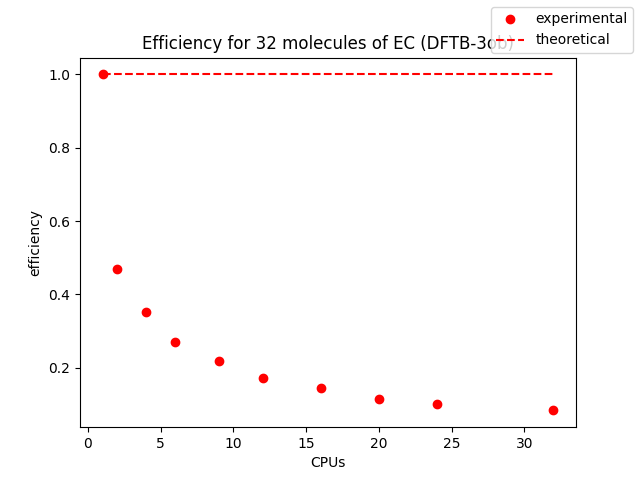 experimental
theoretical
Efficiency for 32 molecules of EC (DFTB-3ob)
1.0
0.8
0.6
0.4
0.2
efficiency
0 5 10 15 20 25 30
CPUs